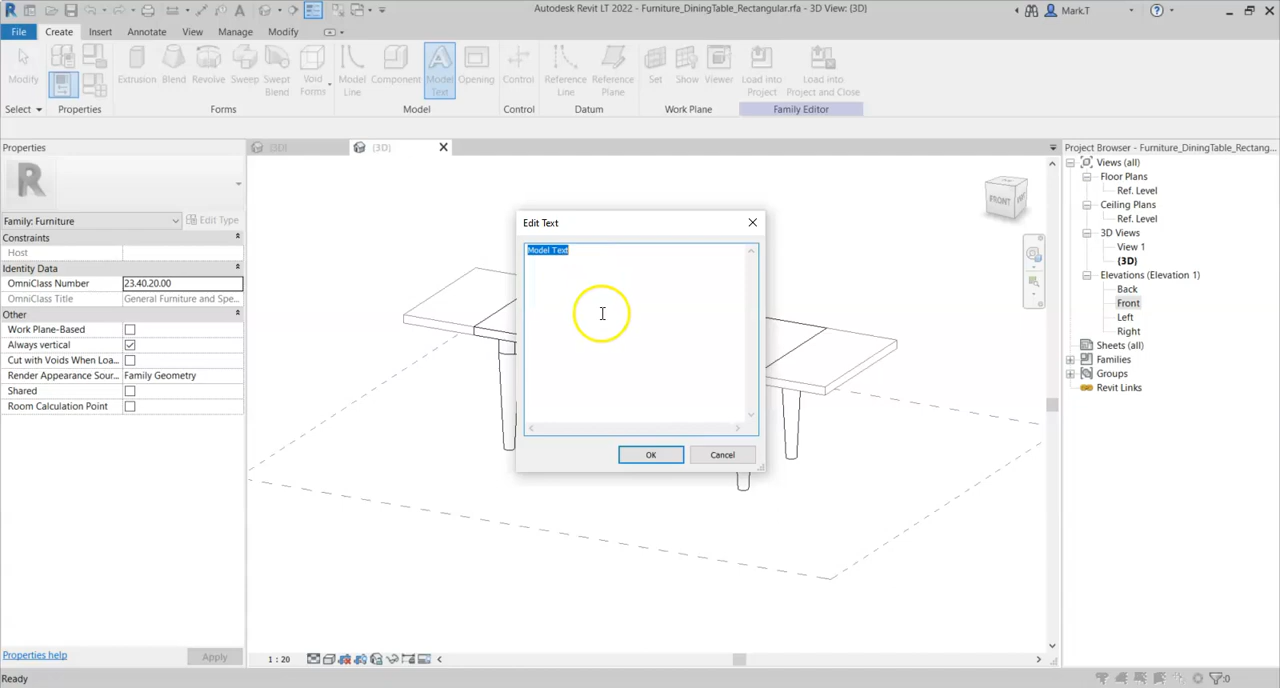 Autodesk Revit LT 2022 - Furniture_DiningTable_Rectangular.rfa - 3D View: {3D}
Mark.T
File Create Insert Annotate View Manage Modify
Modify
Extrusion Blend Revolve Sweep Swept Blend Void Forms
Model Line Component Model Text Opening
Control
Reference Line Reference Plane
Set Show Viewer
Load into Project Load into Project and Close
Select Properties Forms Model Control Datum Work Plane Family Editor
Properties
{3D}
{3D}
Project Browser - Furniture_DiningTable_Rectang...
R
Family: Furniture
Edit Type
Constraints
Host
Identity Data
OmniClass Number 23.40.20.00
OmniClass Title General Furniture and Spe...
Other
Work Plane-Based
Always vertical
Cut with Voids When Loa...
Render Appearance Sour... Family Geometry
Shared
Room Calculation Point
Properties help
Apply
Edit Text
Model Text
OK
Cancel
FRONT
Views (all)
Floor Plans
Ref. Level
Ceiling Plans
Ref. Level
3D Views
View 1
{3D}
Elevations (Elevation 1)
Back
Front
Left
Right
Sheets (all)
Families
Groups
Revit Links
1 : 20
Ready
:0